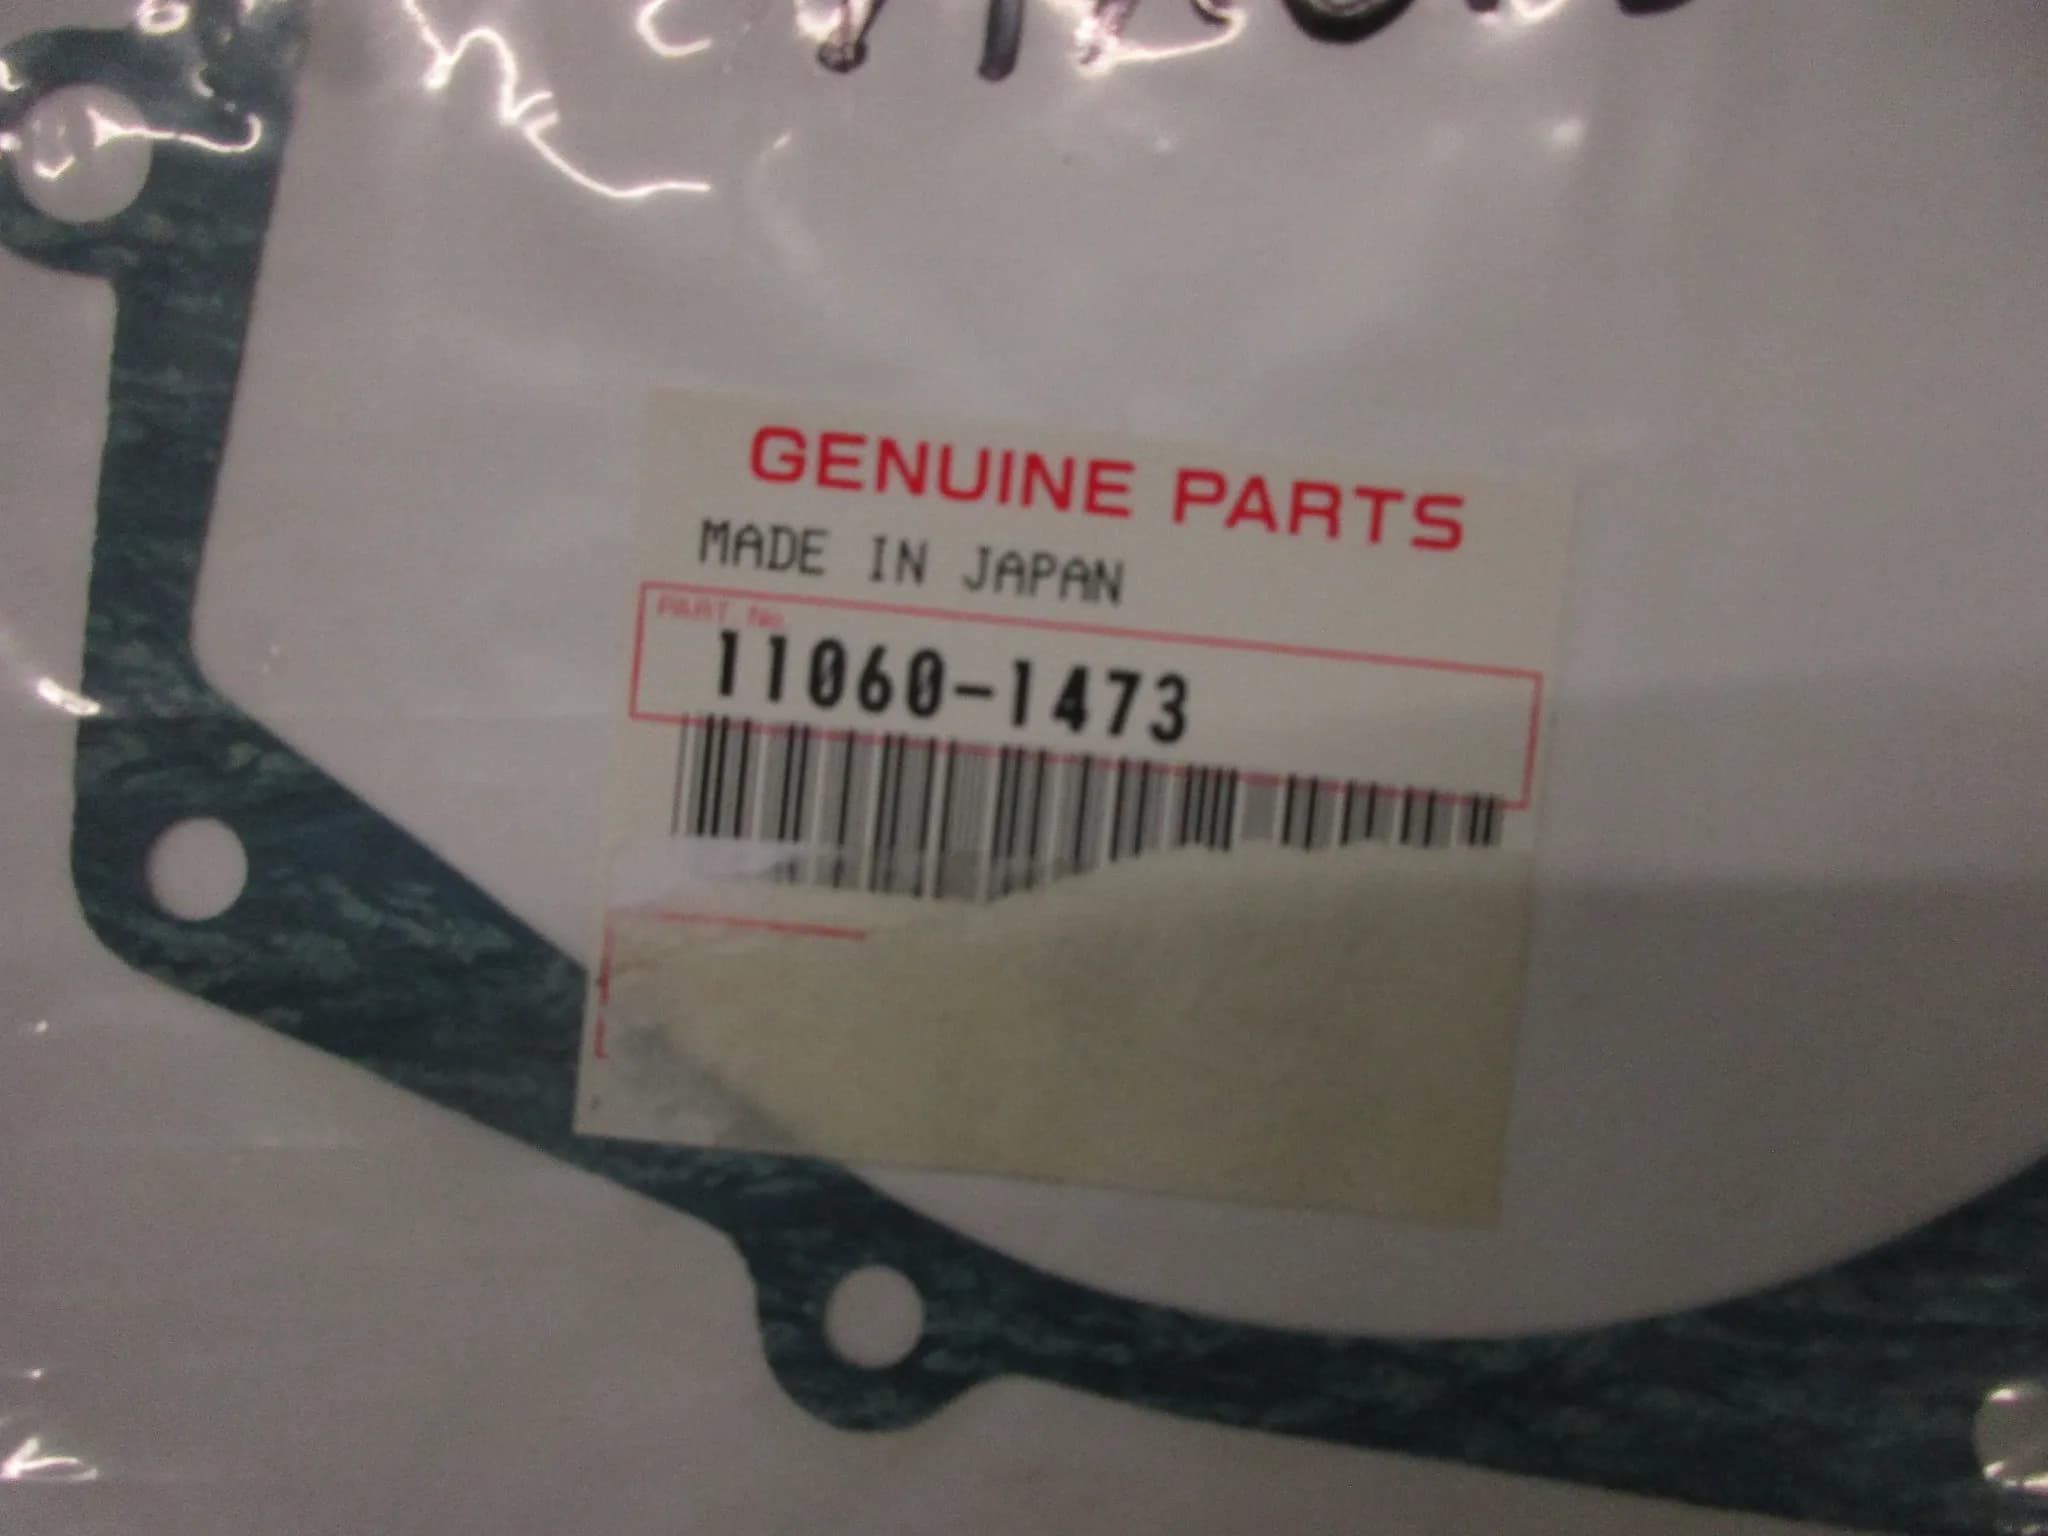 GENUINE PARTS
MADE IN JAPAN
PART No.
11060-1473